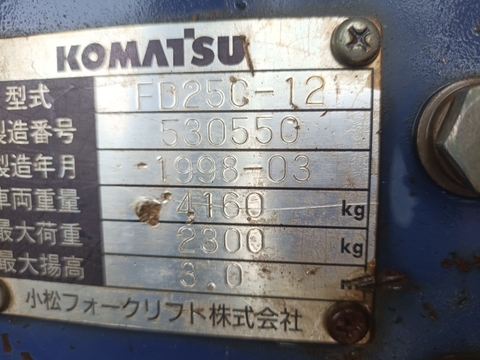 KOMATSU
型式 FD25C-12
製造番号 530550
製造年月 1998-03
車両重量 4160 kg
最大荷重 2300 kg
最大揚高 3.0 m
小松フォークリフト株式会社